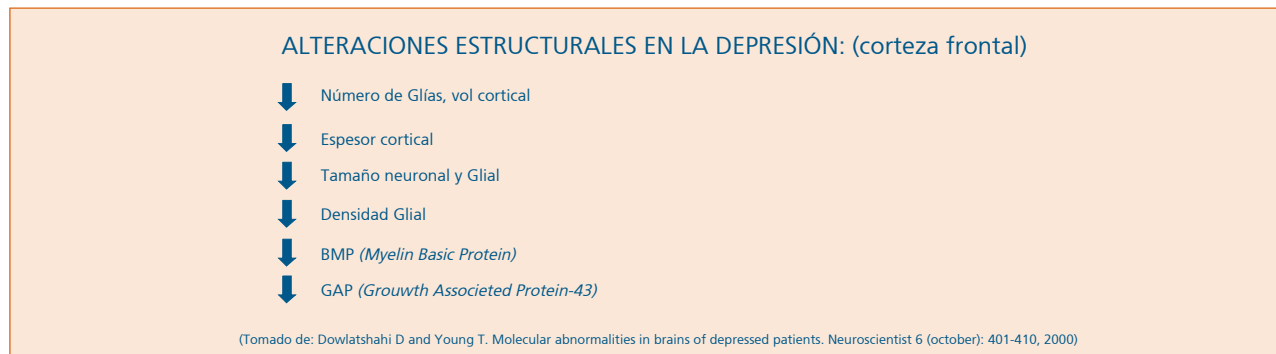 ALTERACIONES ESTRUCTURALES EN LA DEPRESIÓN: (corteza frontal)
Número de Glías, vol cortical
Espesor cortical
Tamaño neuronal y Glial
Densidad Glial
BMP (Myelin Basic Protein)
GAP (Grouwth Associeted Protein-43)
(Tomado de: Dowlatshahi D and Young T. Molecular abnormalities in brains of depressed patients. Neuroscientist 6 (october): 401-410, 2000)